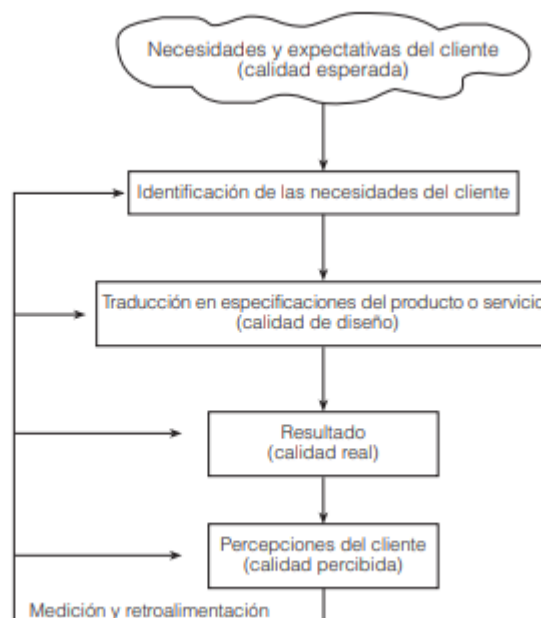 Necesidades y expectativas del cliente
(calidad esperada)
Identificación de las necesidades del cliente
Traducción en especificaciones del producto o servicio
(calidad de diseño)
Resultado
(calidad real)
Percepciones del cliente
(calidad percibida)
Medición y retroalimentación